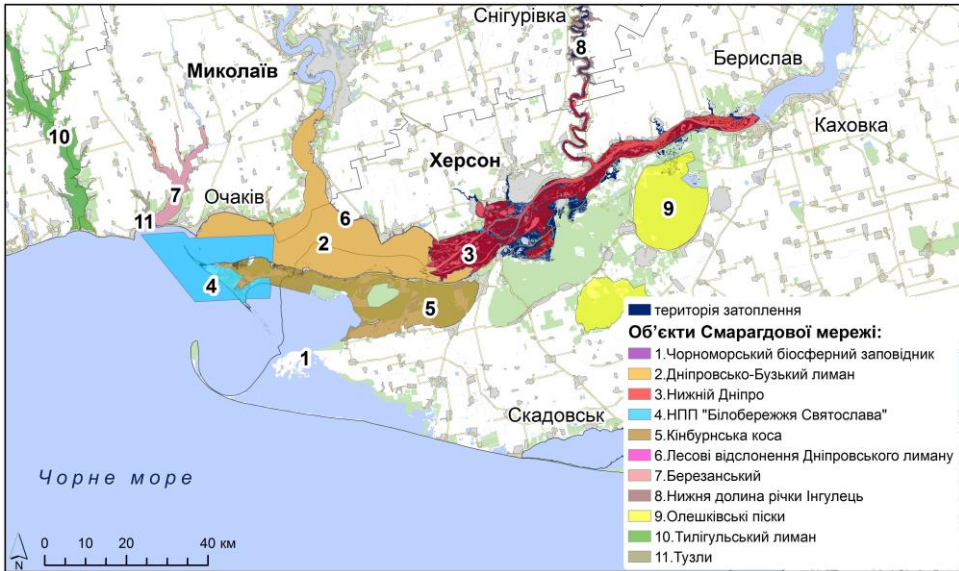 Снігурівка
8
Берислав
Миколаїв
10
Каховка
Херсон
7
Очаків
9
11
6
2
3
4
5
1
територія затоплення
Об’єкти Смарагдової мережі:
1.Чорноморський біосферний заповідник
2.Дніпровсько-Бузький лиман
3.Нижній Дніпро
4.НПП "Білобережжя Святослава"
5.Кінбурнська коса
6.Лесові відслонення Дніпровського лиману
7.Березанський
8.Нижня долина річки Інгулець
9.Олешківські піски
10.Тилігульський лиман
11.Тузли
Скадовськ
Чорне море
N
0 10 20 40 км